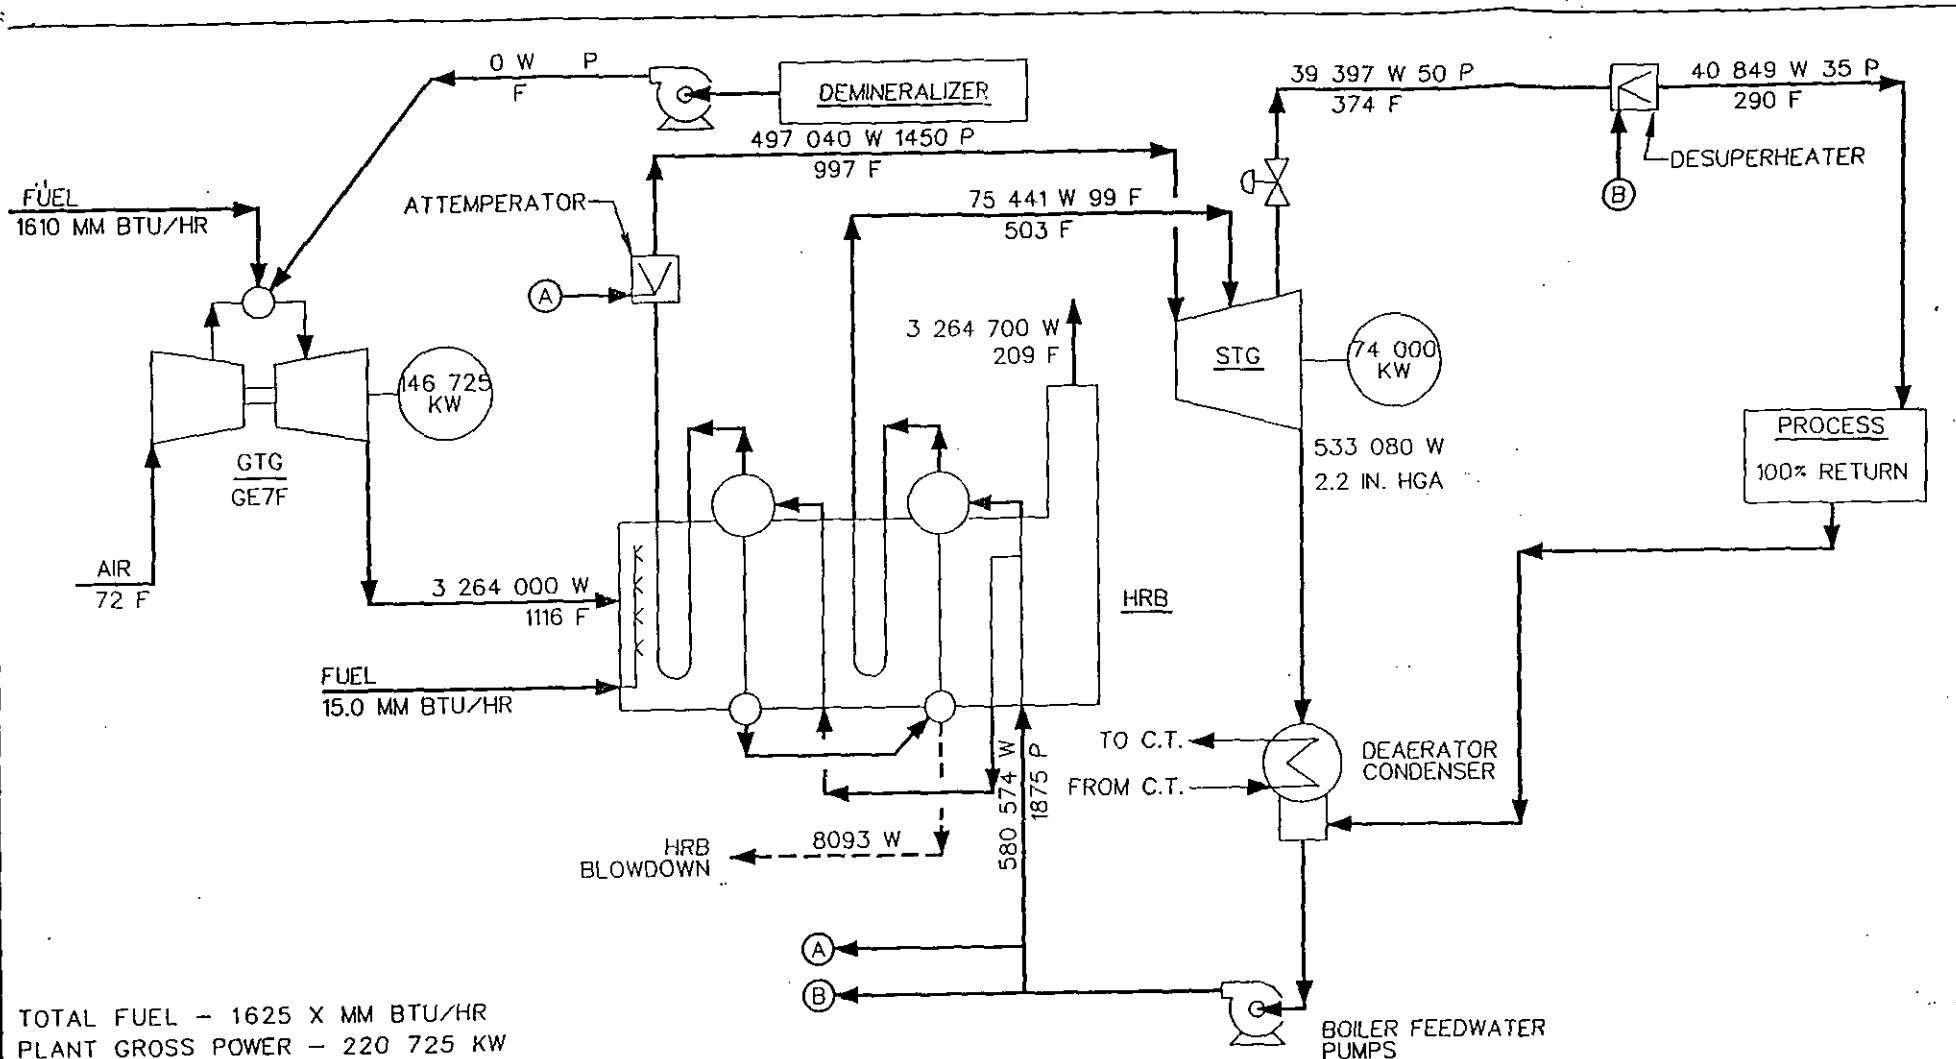 0 W P
F
DEMINERALIZER
39 397 W 50 P
374 F
40 849 W 35 P
290 F
DESUPERHEATER
B
497 040 W 1450 P
997 F
FUEL
1610 MM BTU/HR
ATTEMPERATOR
75 441 W 99 F
503 F
A
3 264 700 W
209 F
STG
74 000
KW
146 725
KW
GTG
GE7F
PROCESS
100% RETURN
533 080 W
2.2 IN. HGA
AIR
72 F
3 264 000 W
1116 F
HRB
FUEL
15.0 MM BTU/HR
TO C.T.
FROM C.T.
DEAERATOR
CONDENSER
580 574 W
1875 P
HRB
BLOWDOWN
8093 W
A
B
BOILER FEEDWATER
PUMPS
TOTAL FUEL - 1625 X MM BTU/HR
PLANT GROSS POWER - 220 725 KW